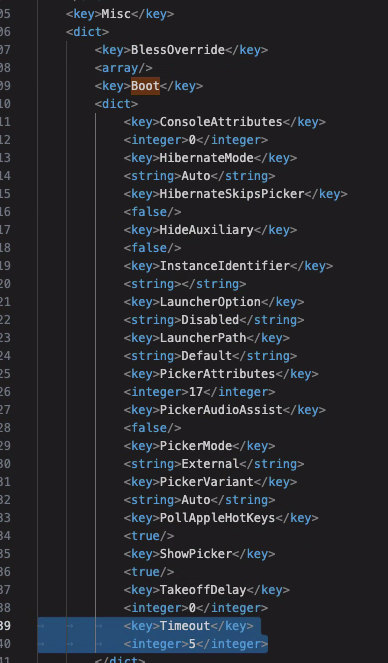 05 <key>Misc</key>
06 <dict>
07 <key>BlessOverride</key>
08 <array/>
09 <key>Boot</key>
10 <dict>
11 <key>ConsoleAttributes</key>
12 <integer>0</integer>
13 <key>HibernateMode</key>
14 <string>Auto</string>
15 <key>HibernateSkipsPicker</key>
16 <false/>
17 <key>HideAuxiliary</key>
18 <false/>
19 <key>InstanceIdentifier</key>
20 <string></string>
21 <key>LauncherOption</key>
22 <string>Disabled</string>
23 <key>LauncherPath</key>
24 <string>Default</string>
25 <key>PickerAttributes</key>
26 <integer>17</integer>
27 <key>PickerAudioAssist</key>
28 <false/>
29 <key>PickerMode</key>
30 <string>External</string>
31 <key>PickerVariant</key>
32 <string>Auto</string>
33 <key>PollAppleHotKeys</key>
34 <true/>
35 <key>ShowPicker</key>
36 <true/>
37 <key>TakeoffDelay</key>
38 <integer>0</integer>
39 <key>Timeout</key>
40 <integer>5</integer>
</dict>